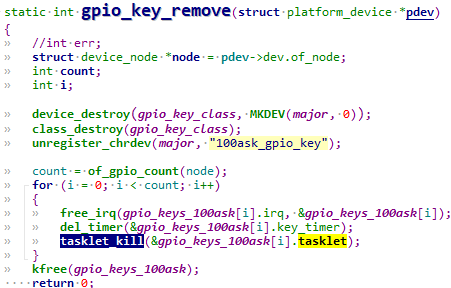 static int gpio_key_remove(struct platform_device *pdev)
{
» //int err;
» struct device_node *node = pdev->dev.of_node;
» int count;
» int i;
» device_destroy(gpio_key_class, MKDEV(major, 0));
» class_destroy(gpio_key_class);
» unregister_chrdev(major, "100ask_gpio_key");
» count = of_gpio_count(node);
» for (i = 0; i < count; i++)
» {
» » free_irq(gpio_keys_100ask[i].irq, &gpio_keys_100ask[i]);
» » del_timer(&gpio_keys_100ask[i].key_timer);
» » tasklet_kill(&gpio_keys_100ask[i].tasklet);
» }
» kfree(gpio_keys_100ask);
····return 0;